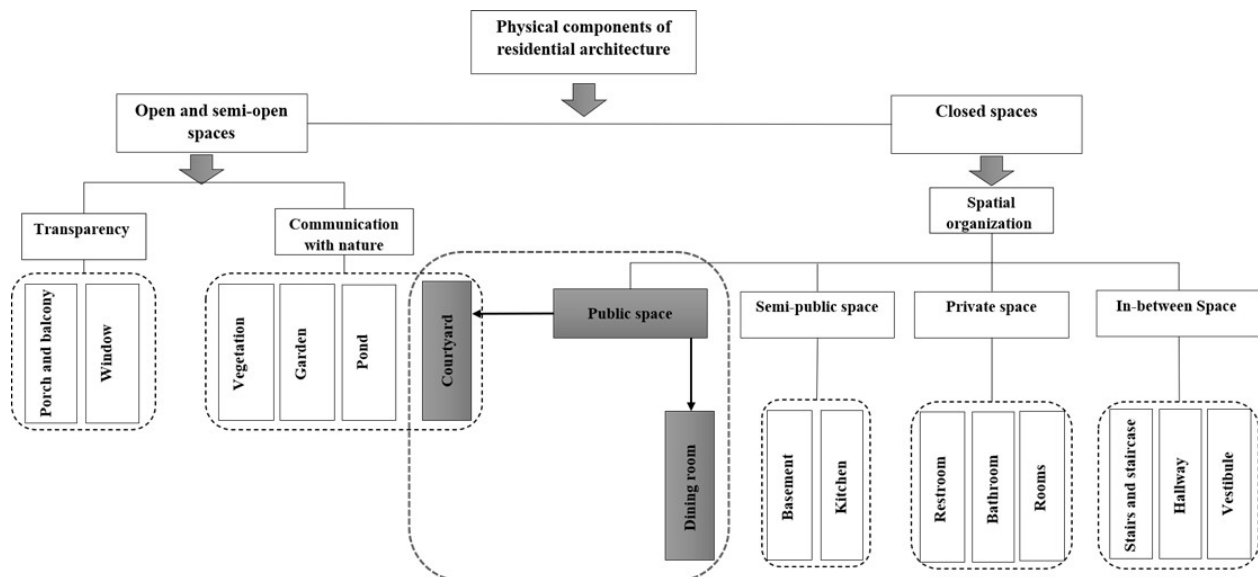 Physical components of
residential architecture
Open and semi-open
spaces
Closed spaces
Transparency
Communication
with nature
Spatial
organization
Porch and balcony
Window
Vegetation
Garden
Pond
Courtyard
Public space
Semi-public space
Private space
In-between Space
Dining room
Basement
Kitchen
Restroom
Bathroom
Rooms
Stairs and staircase
Hallway
Vestibule